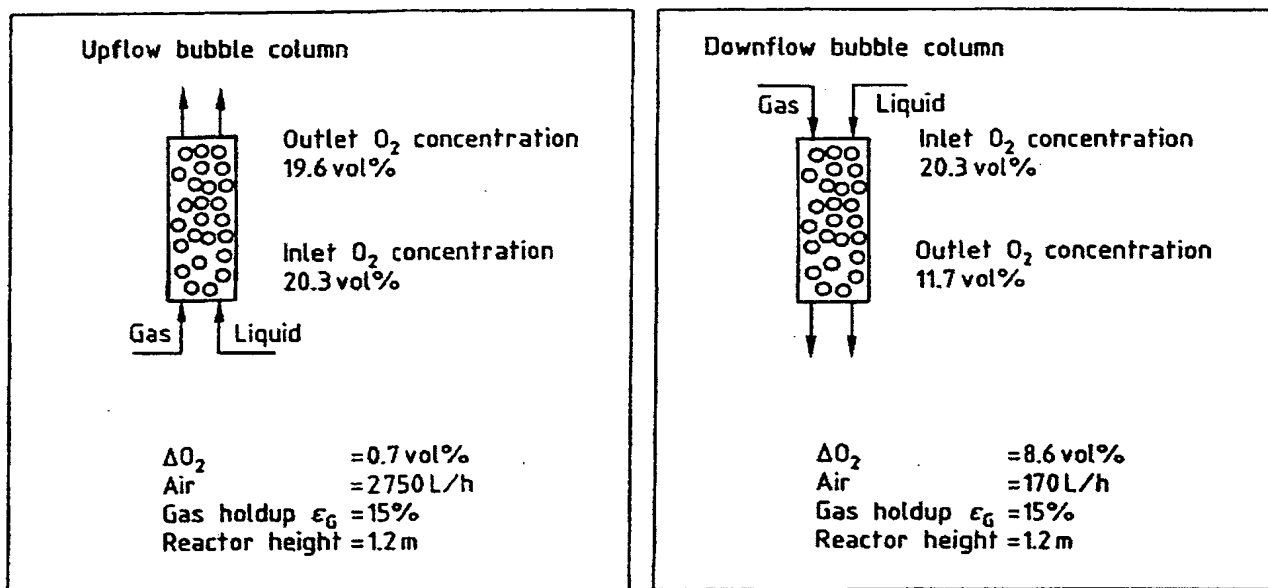 Upflow bubble column
Outlet O₂ concentration
19.6 vol%
Inlet O₂ concentration
20.3 vol%
Gas
Liquid
ΔO₂ =0.7 vol%
Air =2750 L/h
Gas holdup ε_G =15%
Reactor height =1.2 m
Downflow bubble column
Gas
Liquid
Inlet O₂ concentration
20.3 vol%
Outlet O₂ concentration
11.7 vol%
ΔO₂ =8.6 vol%
Air =170 L/h
Gas holdup ε_G =15%
Reactor height =1.2 m